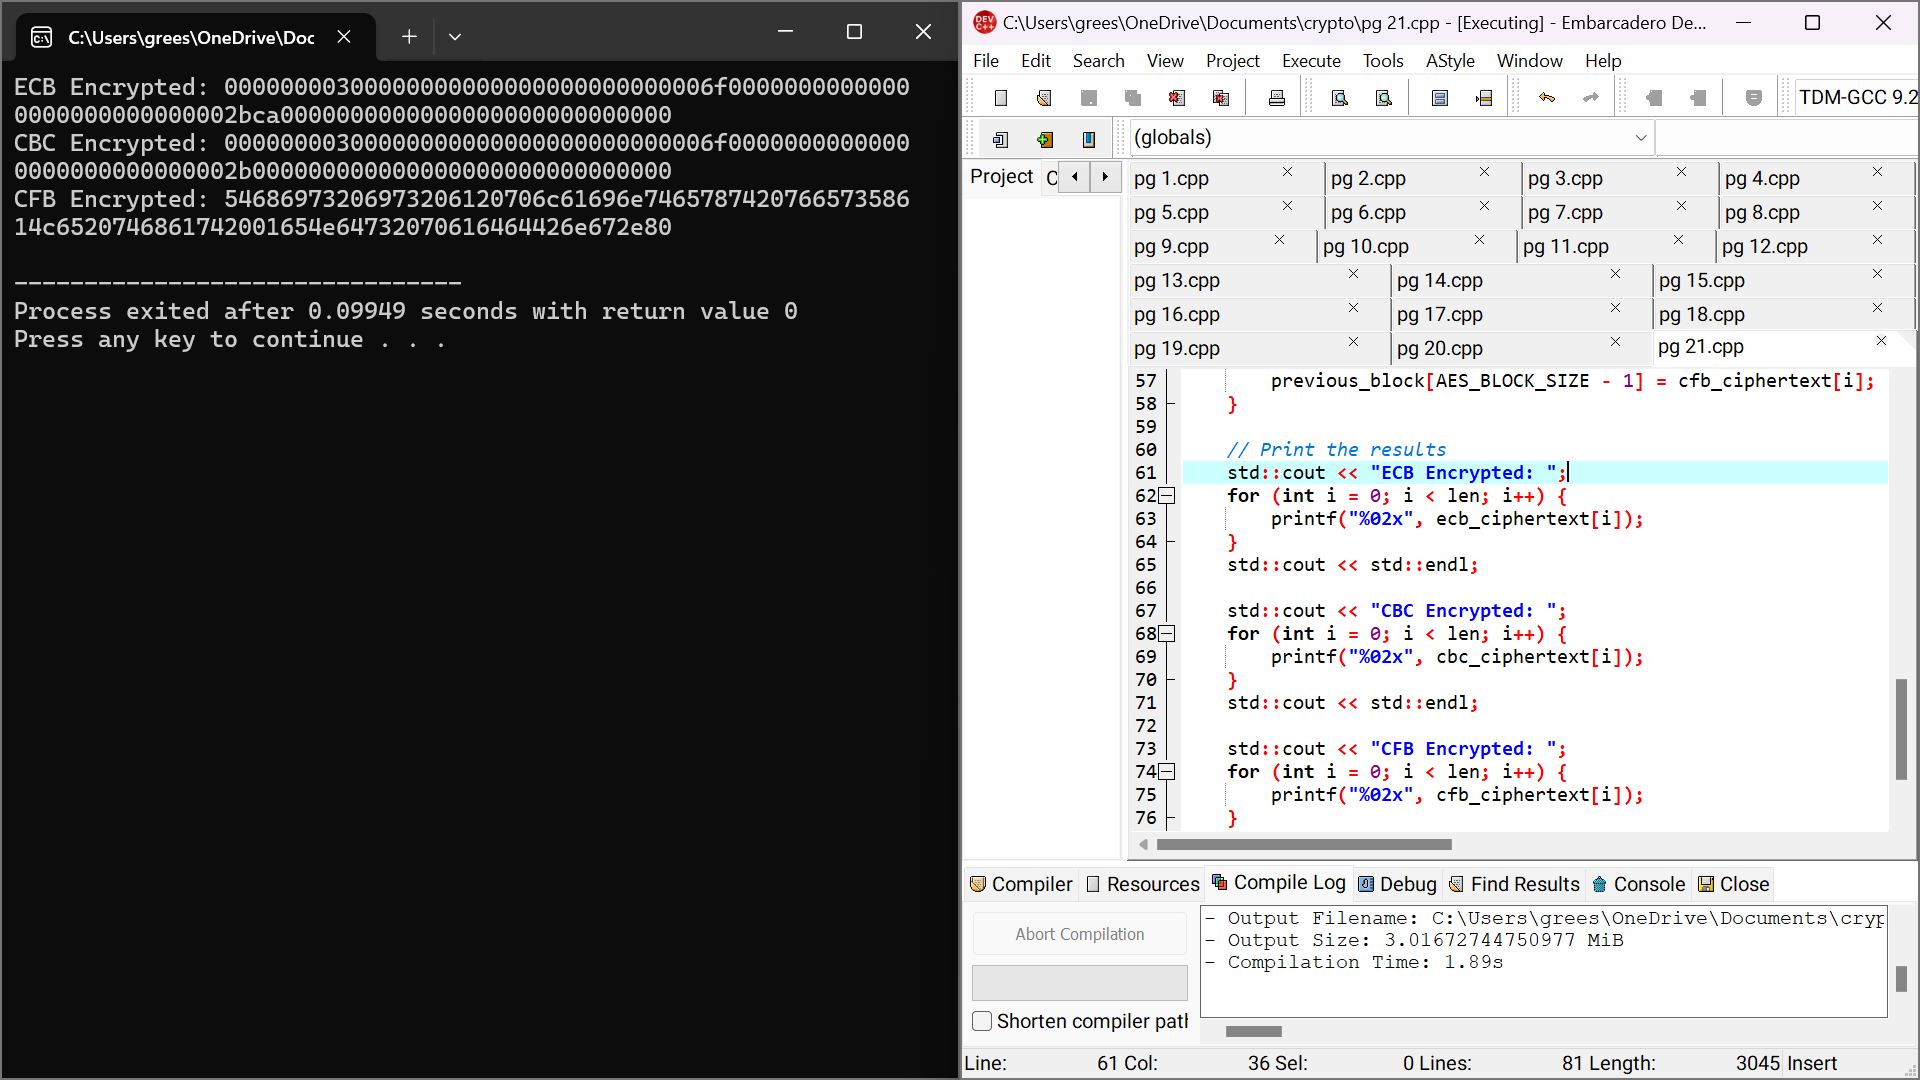 C:\Users\grees\OneDrive\Doc
ECB Encrypted: 00000000300000000000000000000000006f0000000000000
0000000000000002bca0000000000000000000000000000
CBC Encrypted: 00000000300000000000000000000000006f0000000000000
0000000000000002b000000000000000000000000000000
CFB Encrypted: 5468697320697320612070 6c61696e7465787420766573586
14c652074686174200165 4e64732070616464426e672e80
--------------------------------
Process exited after 0.09949 seconds with return value 0
Press any key to continue . . .
C:\Users\grees\OneDrive\Documents\crypto\pg 21.cpp - [Executing] - Embarcadero De...
File Edit Search View Project Execute Tools AStyle Window Help
TDM-GCC 9.2
(globals)
Project C
pg 1.cpp pg 2.cpp pg 3.cpp pg 4.cpp
pg 5.cpp pg 6.cpp pg 7.cpp pg 8.cpp
pg 9.cpp pg 10.cpp pg 11.cpp pg 12.cpp
pg 13.cpp pg 14.cpp pg 15.cpp
pg 16.cpp pg 17.cpp pg 18.cpp
pg 19.cpp pg 20.cpp pg 21.cpp
57 previous_block[AES_BLOCK_SIZE - 1] = cfb_ciphertext[i];
58 }
59
60 // Print the results
61 std::cout << "ECB Encrypted: ";
62 for (int i = 0; i < len; i++) {
63 printf("%02x", ecb_ciphertext[i]);
64 }
65 std::cout << std::endl;
66
67 std::cout << "CBC Encrypted: ";
68 for (int i = 0; i < len; i++) {
69 printf("%02x", cbc_ciphertext[i]);
70 }
71 std::cout << std::endl;
72
73 std::cout << "CFB Encrypted: ";
74 for (int i = 0; i < len; i++) {
75 printf("%02x", cfb_ciphertext[i]);
76 }
Compiler Resources Compile Log Debug Find Results Console Close
Abort Compilation
Shorten compiler path
- Output Filename: C:\Users\grees\OneDrive\Documents\cryp
- Output Size: 3.01672744750977 MiB
- Compilation Time: 1.89s
Line: 61 Col: 36 Sel: 0 Lines: 81 Length: 3045 Insert